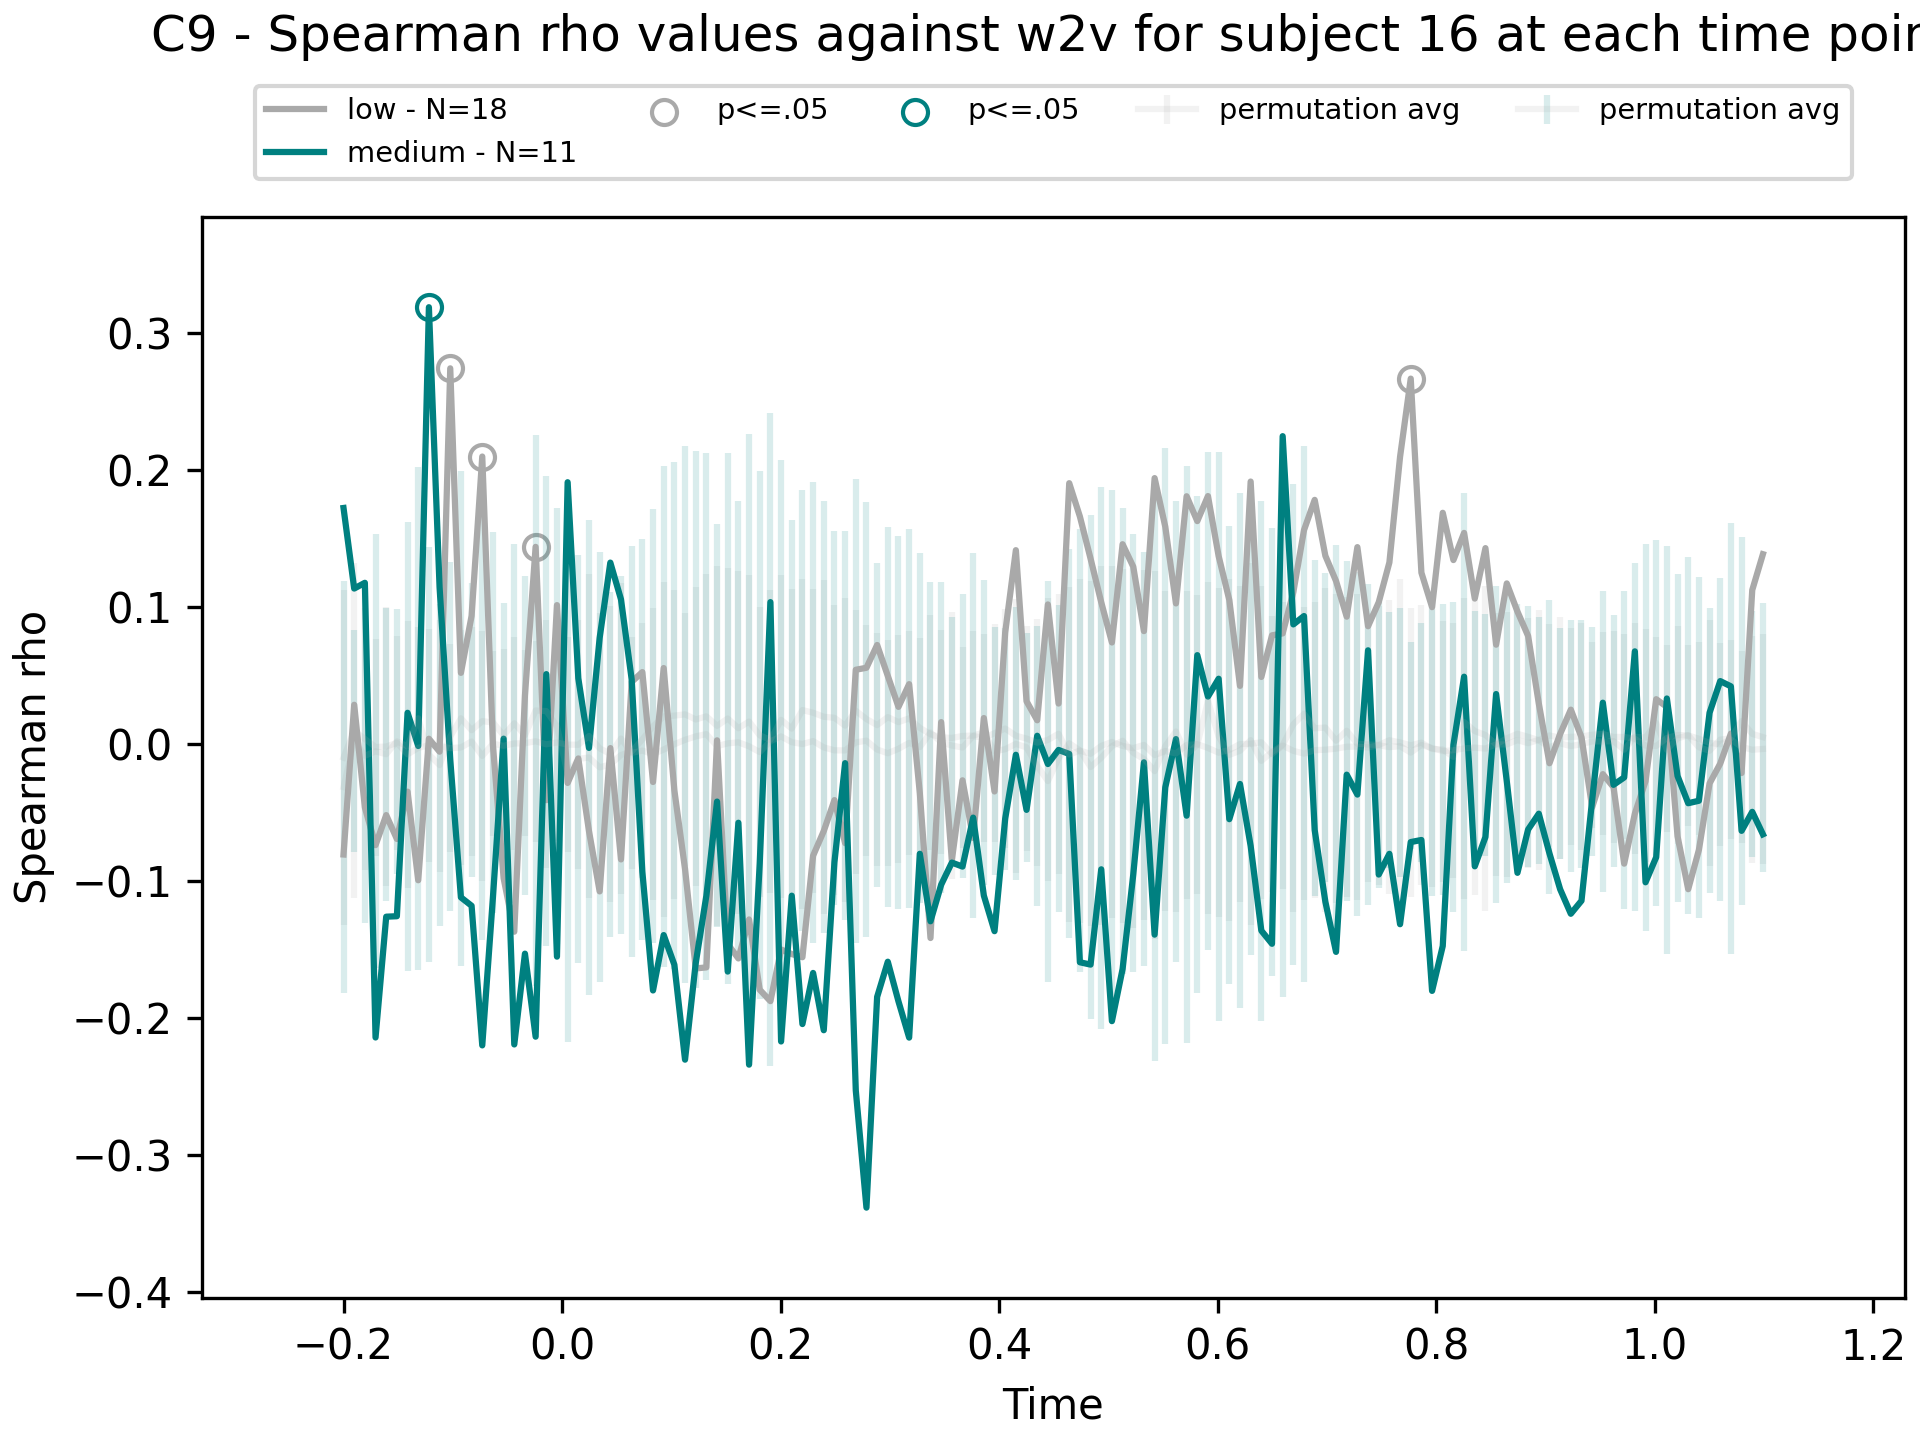 C9 - Spearman rho values against w2v for subject 16 at each time poin
low - N=18
medium - N=11
p<=.05
p<=.05
permutation avg
permutation avg
Spearman rho
0.3
0.2
0.1
0.0
−0.1
−0.2
−0.3
−0.4
−0.2 0.0 0.2 0.4 0.6 0.8 1.0 1.2
Time